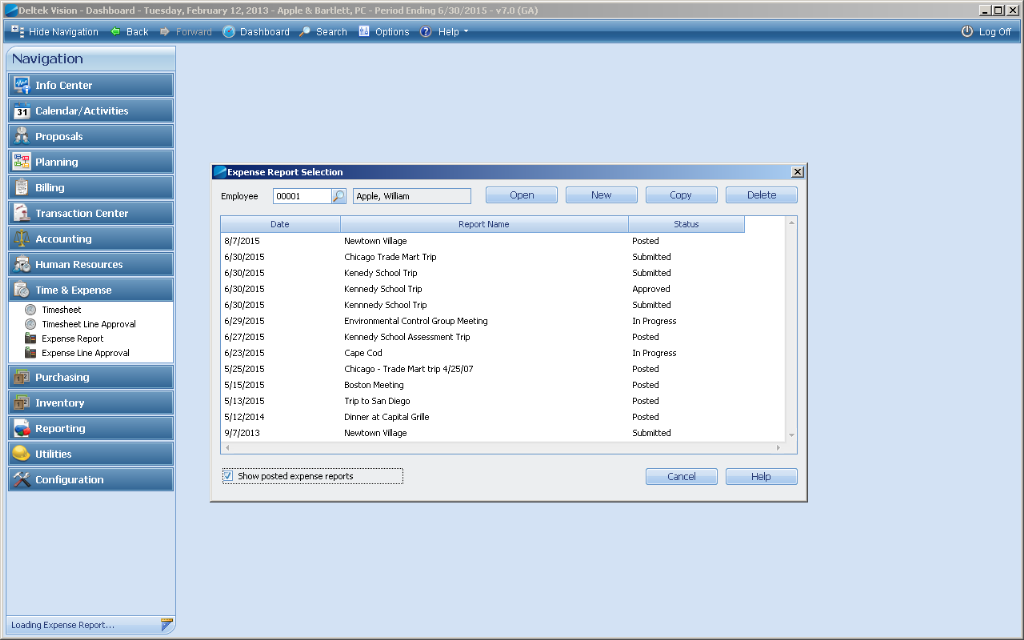 Deltek Vision - Dashboard - Tuesday, February 12, 2013 - Apple & Bartlett, PC - Period Ending 6/30/2015 - v7.0 (GA)
Hide Navigation Back Forward Dashboard Search Options Help Log Off
Navigation
Info Center
31 Calendar/Activities
Proposals
Planning
Billing
Transaction Center
Accounting
Human Resources
Time & Expense
Timesheet
Timesheet Line Approval
Expense Report
Expense Line Approval
Purchasing
Inventory
Reporting
Utilities
Configuration
Loading Expense Report...
Expense Report Selection
Employee 00001 Apple, William Open New Copy Delete
Date Report Name Status
8/7/2015 Newtown Village Posted
6/30/2015 Chicago Trade Mart Trip Submitted
6/30/2015 Kenedy School Trip Submitted
6/30/2015 Kennedy School Trip Approved
6/30/2015 Kennnedy School Trip Submitted
6/29/2015 Environmental Control Group Meeting In Progress
6/27/2015 Kennedy School Assessment Trip Posted
6/23/2015 Cape Cod In Progress
5/25/2015 Chicago - Trade Mart trip 4/25/07 Posted
5/15/2015 Boston Meeting Posted
5/13/2015 Trip to San Diego Posted
5/12/2014 Dinner at Capital Grille Posted
9/7/2013 Newtown Village Submitted
Show posted expense reports Cancel Help